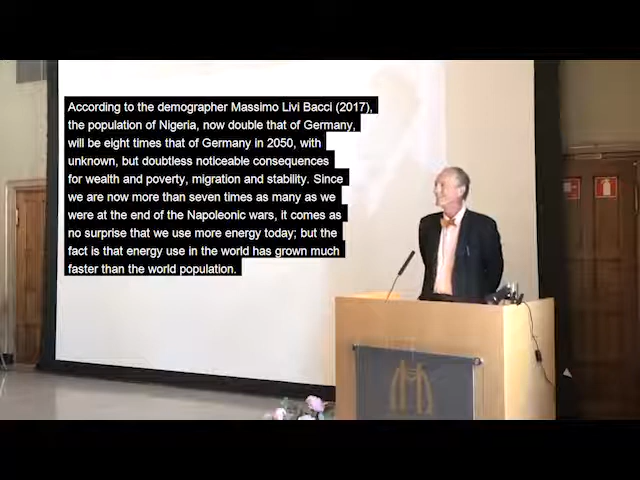 According to the demographer Massimo Livi Bacci (2017),
the population of Nigeria, now double that of Germany,
will be eight times that of Germany in 2050, with
unknown, but doubtless noticeable consequences
for wealth and poverty, migration and stability. Since
we are now more than seven times as many as we
were at the end of the Napoleonic wars, it comes as
no surprise that we use more energy today; but the
fact is that energy use in the world has grown much
faster than the world population.